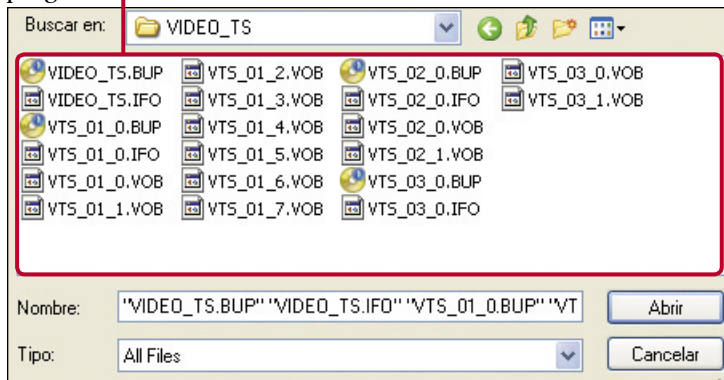 Buscar en: VIDEO_TS
VIDEO_TS.BUP VTS_01_2.VOB VTS_02_0.BUP VTS_03_0.VOB
VIDEO_TS.IFO VTS_01_3.VOB VTS_02_0.IFO VTS_03_1.VOB
VTS_01_0.BUP VTS_01_4.VOB VTS_02_0.VOB
VTS_01_0.IFO VTS_01_5.VOB VTS_02_1.VOB
VTS_01_0.VOB VTS_01_6.VOB VTS_03_0.BUP
VTS_01_1.VOB VTS_01_7.VOB VTS_03_0.IFO
Nombre: "VIDEO_TS.BUP" "VIDEO_TS.IFO" "VTS_01_0.BUP" "VT Abrir
Tipo: All Files Cancelar